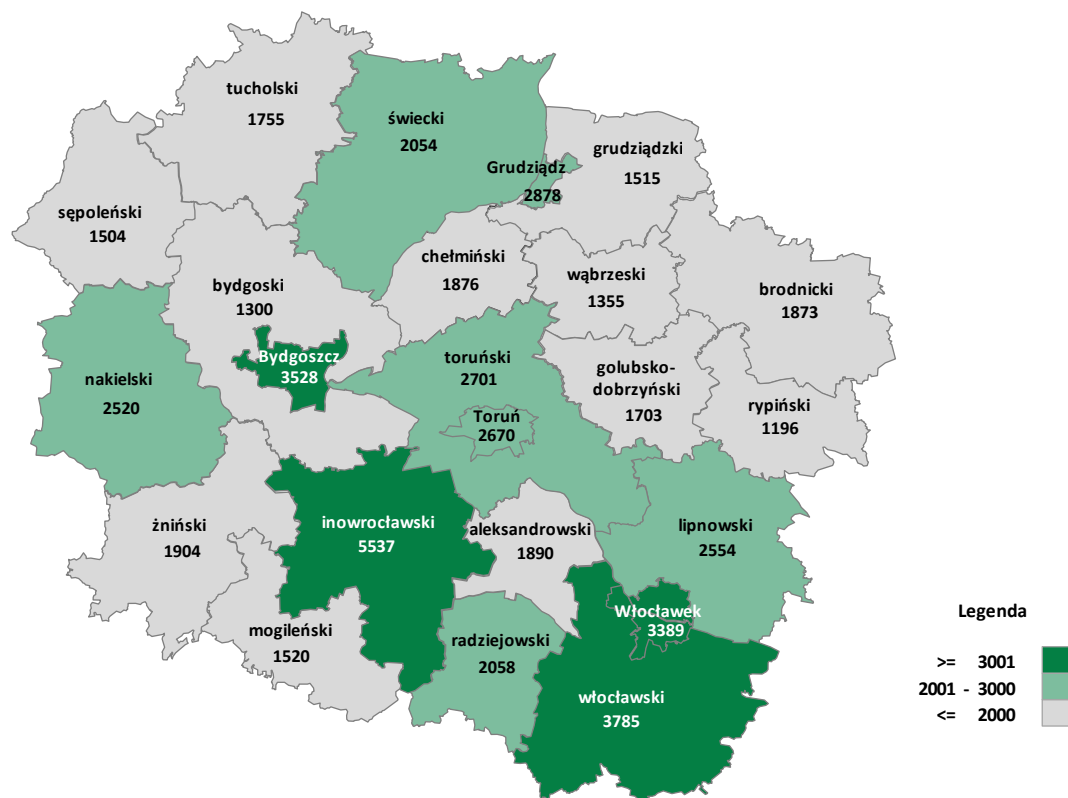 tucholski
1755
świecki
2054
grudziądzki
1515
Grudziądz
2878
sępoleński
1504
chełmiński
1876
wąbrzeski
1355
brodnicki
1873
bydgoski
1300
Bydgoszcz
3528
toruński
2701
golubsko-
dobrzyński
1703
nakielski
2520
rypiński
1196
Toruń
2670
żniński
1904
inowrocławski
5537
aleksandrowski
1890
lipnowski
2554
mogileński
1520
radziejowski
2058
Włocławek
3389
włocławski
3785
Legenda
>= 3001
2001 - 3000
<= 2000